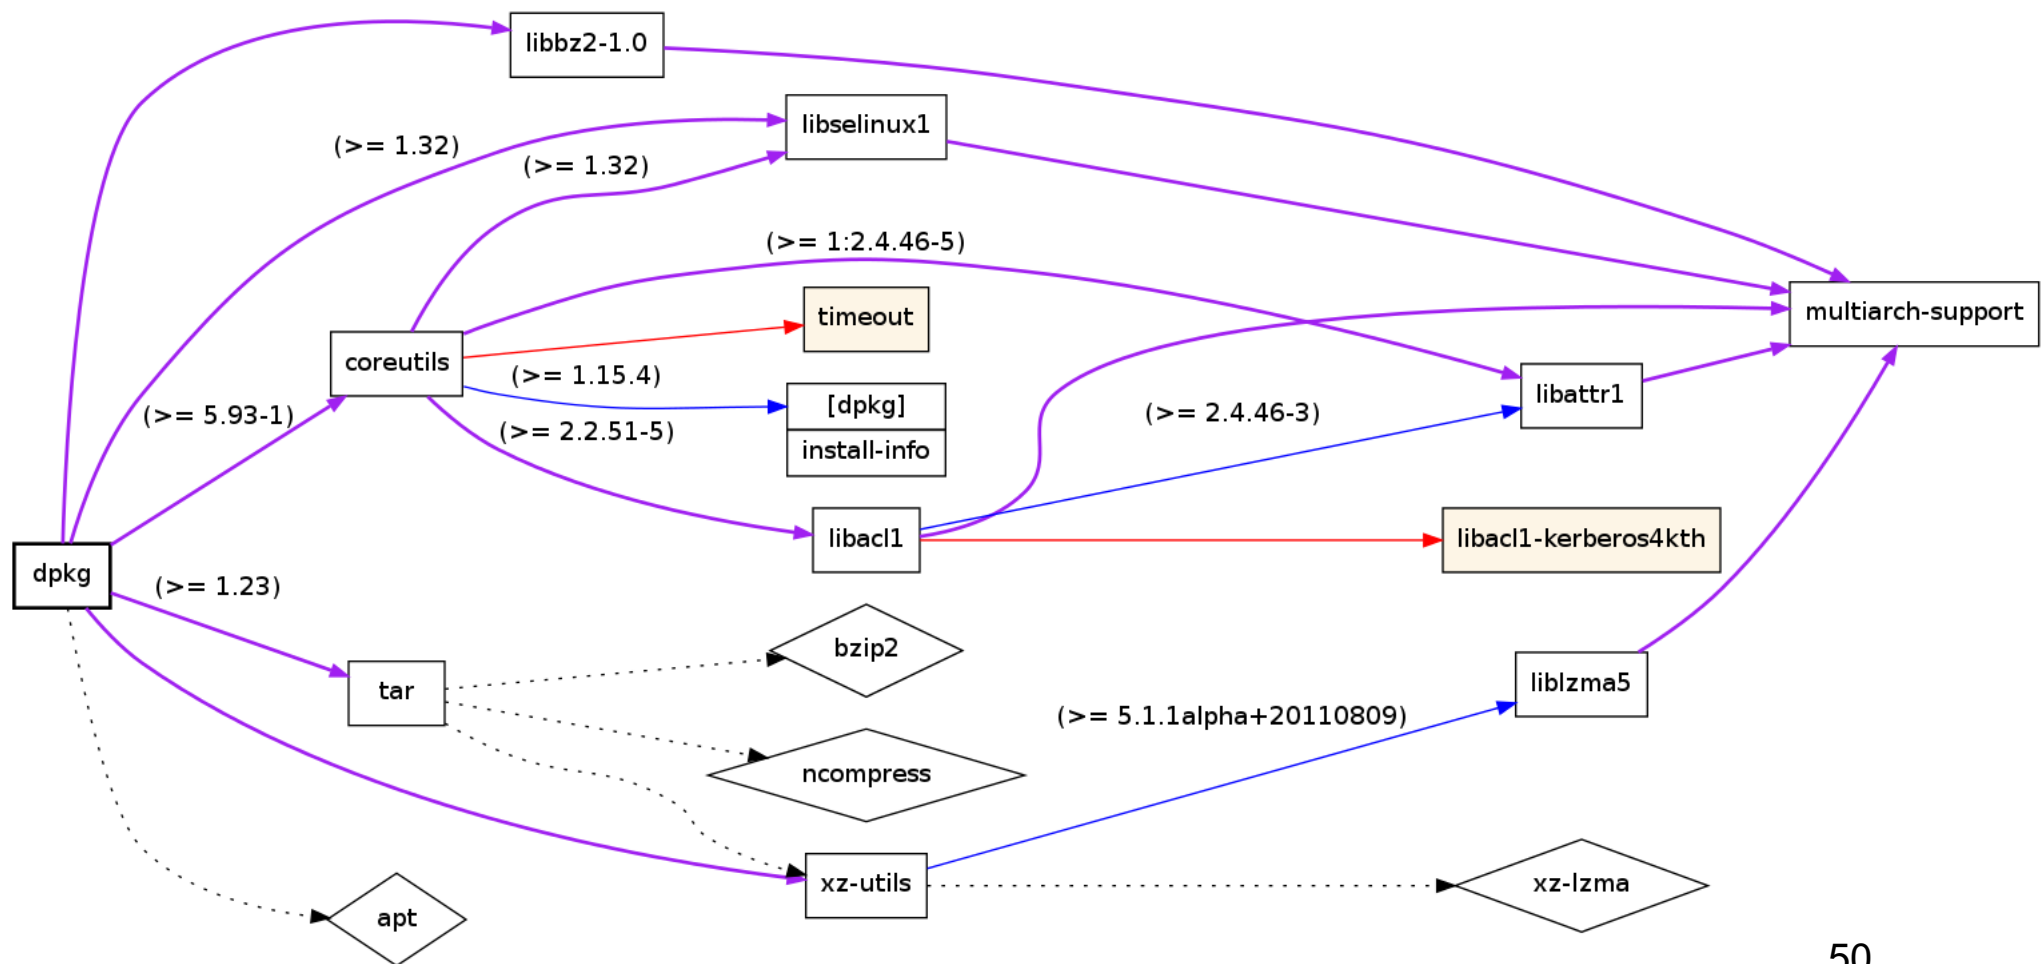 libbz2-1.0
libselinux1
(>= 1.32)
(>= 1.32)
(>= 1:2.4.46-5)
timeout
multiarch-support
coreutils
(>= 1.15.4)
[dpkg]
install-info
libattr1
(>= 5.93-1)
(>= 2.2.51-5)
(>= 2.4.46-3)
libacl1
libacl1-kerberos4kth
dpkg
(>= 1.23)
bzip2
tar
liblzma5
(>= 5.1.1alpha+20110809)
ncompress
xz-utils
xz-lzma
apt
50